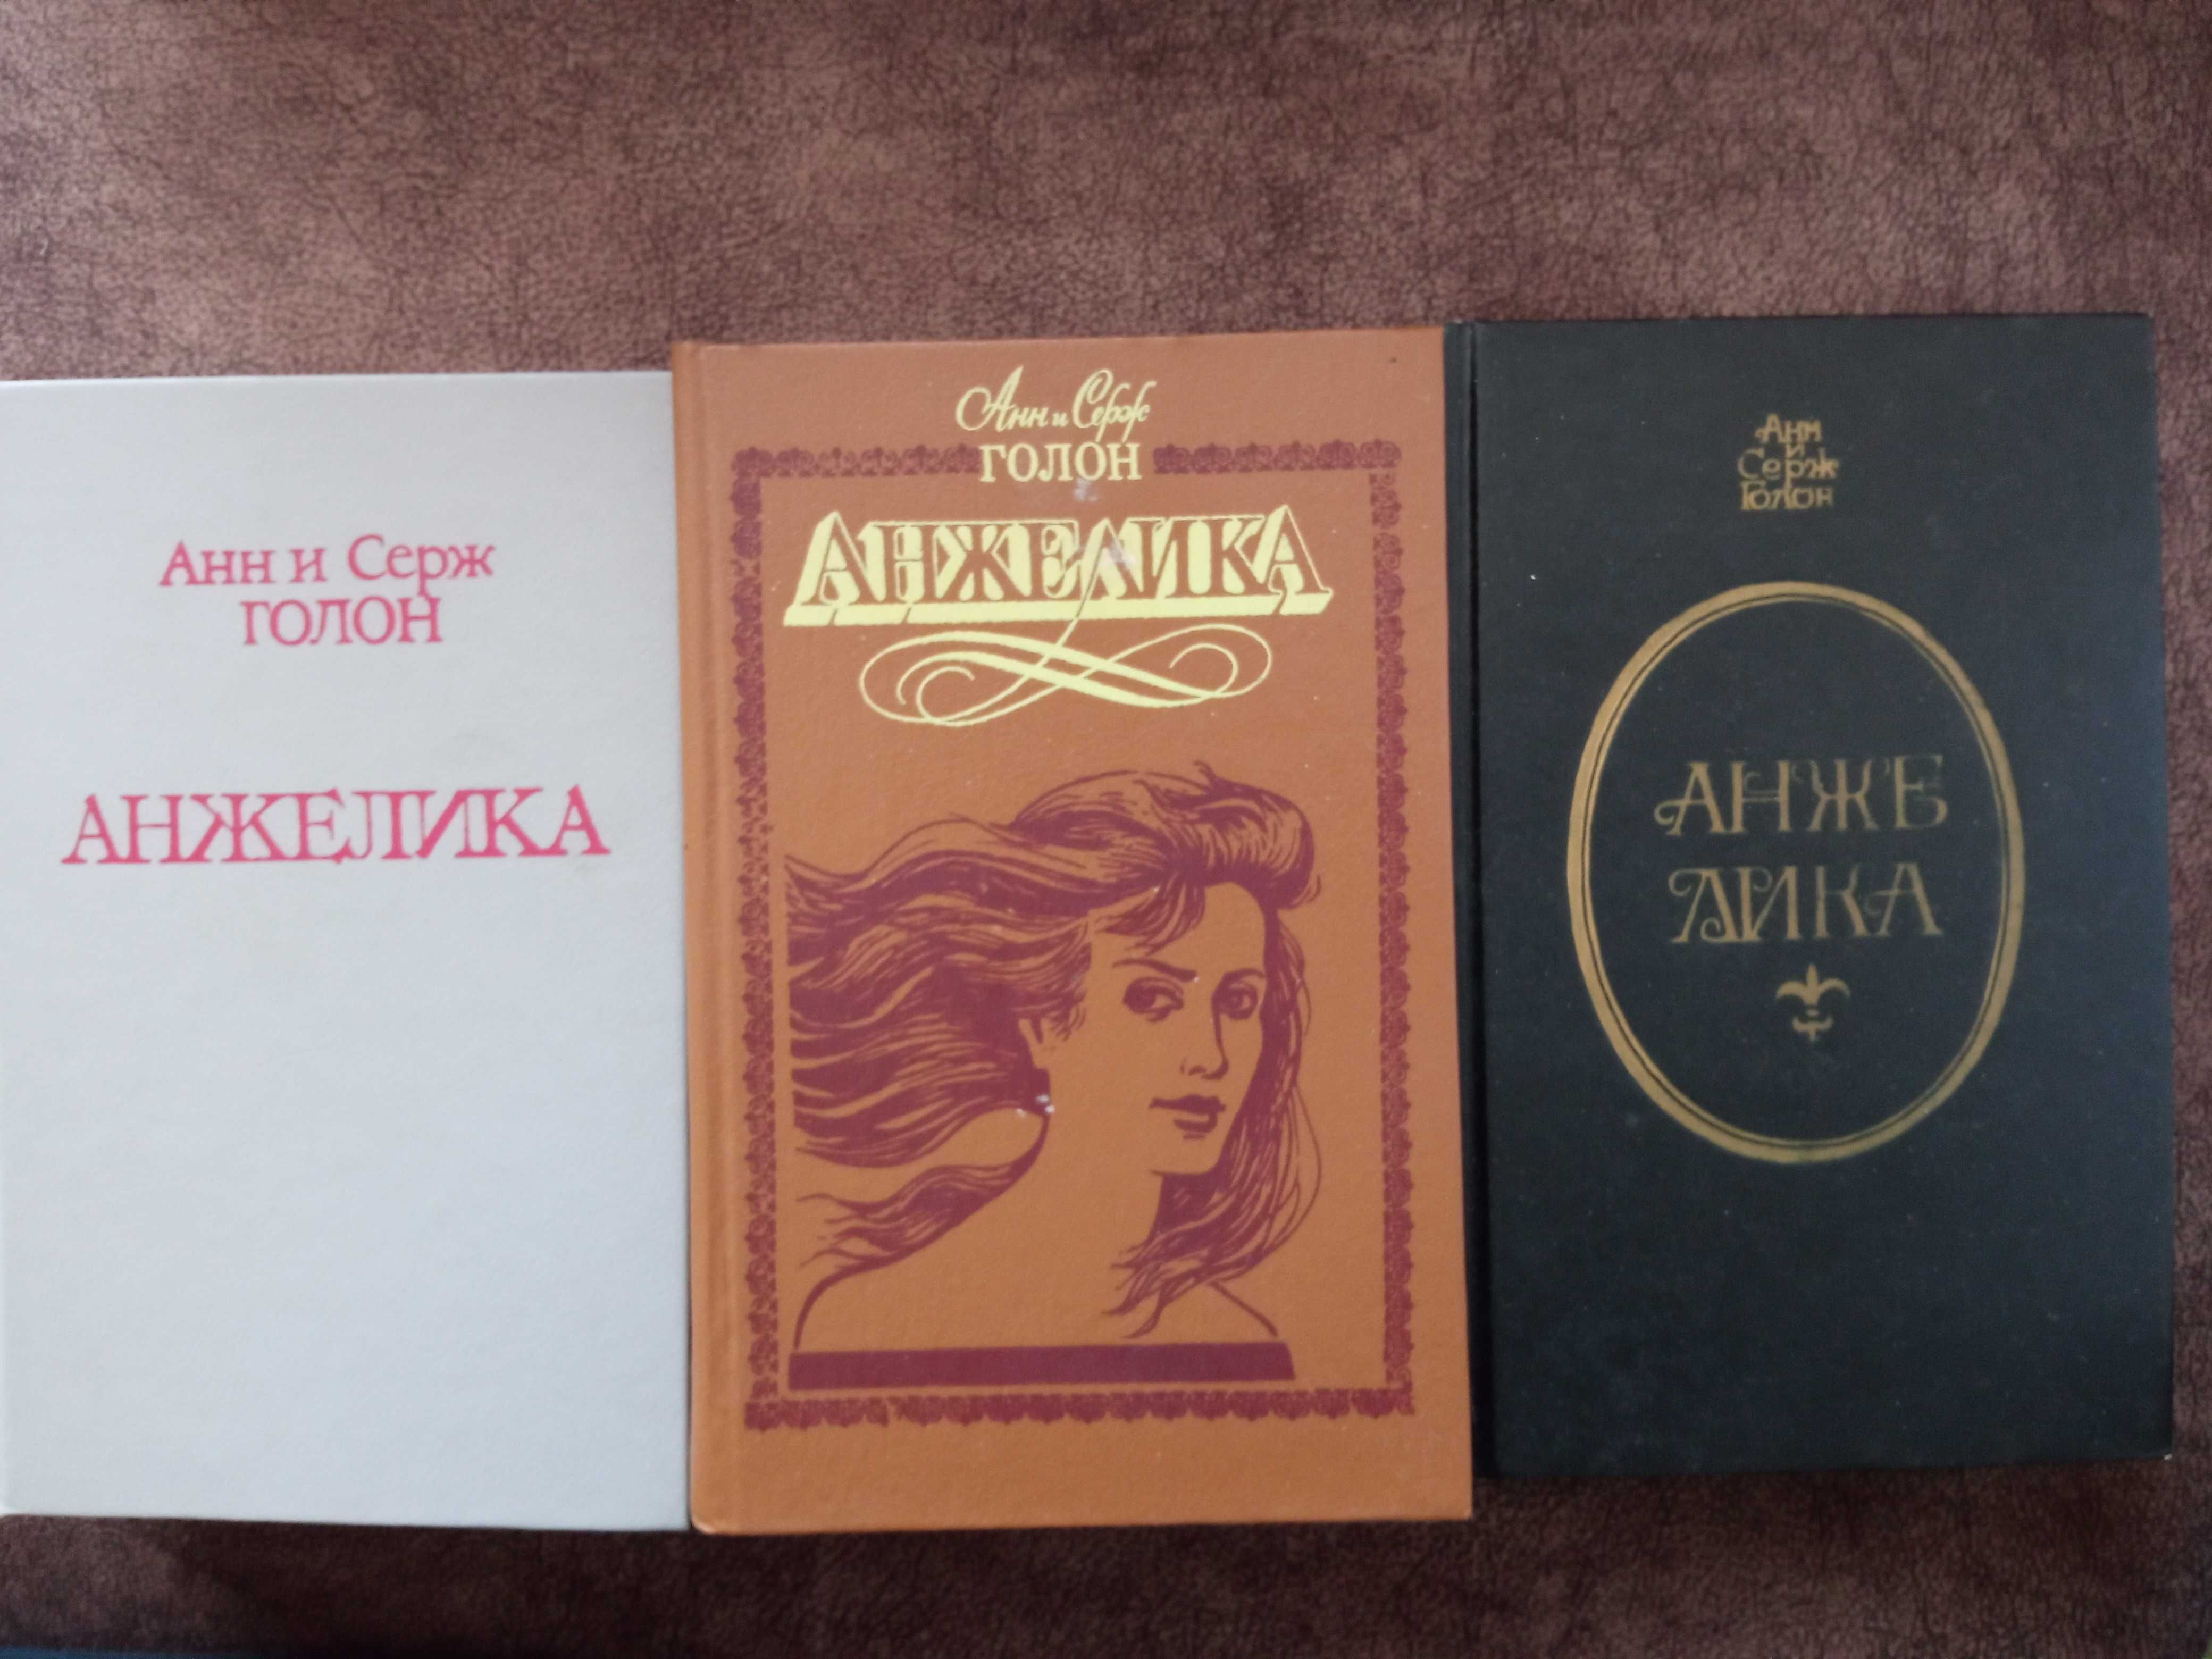 Анн и Серж
ГОЛОН
АНЖЕЛИКА
Анн и Серж
ГОЛОН
АНЖЕЛИКА
Анн
и
Серж
Голон
АНЖЕ
ЛИКА